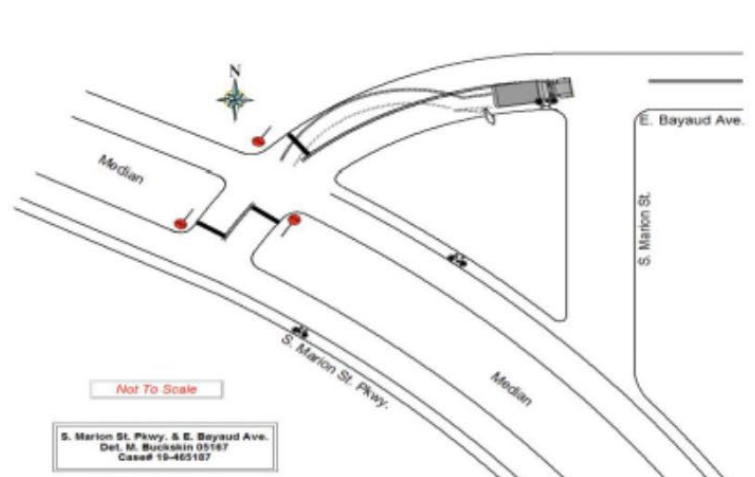 N
E. Bayaud Ave.
Median
S. Marion St.
S. Marion St. Pkwy.
Median
Not To Scale
S. Marion St. Pkwy. & E. Bayaud Ave.
Det. M. Buckskin 05167
Case# 19-465187